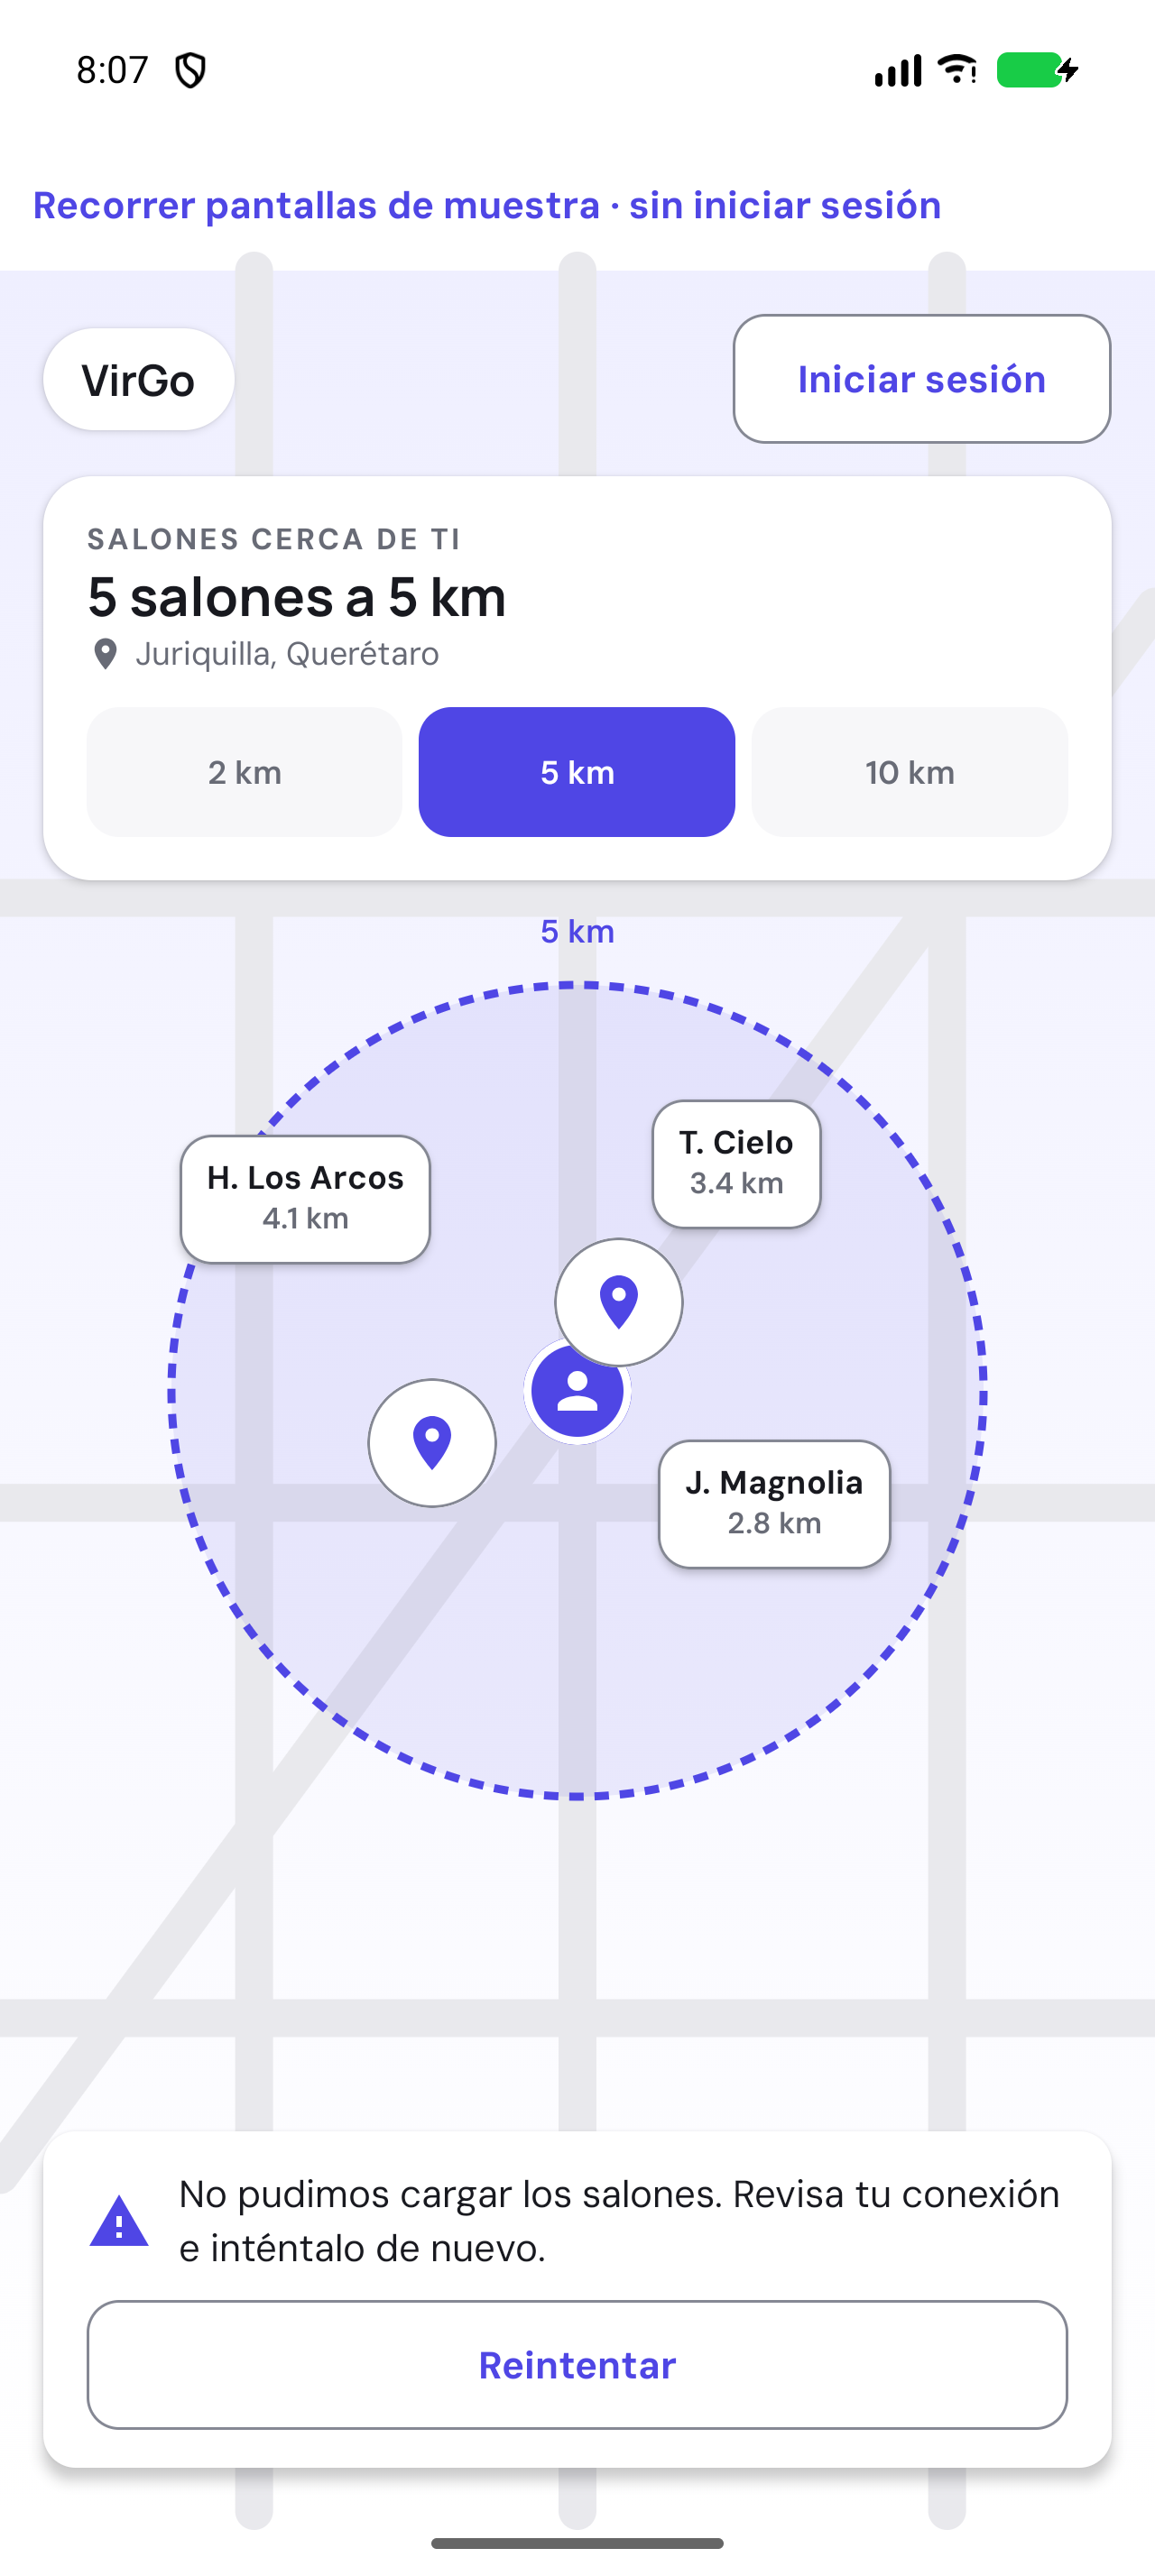 8:07
Recorrer pantallas de muestra · sin iniciar sesión
VirGo
Iniciar sesión
SALONES CERCA DE TI
5 salones a 5 km
Juriquilla, Querétaro
2 km
5 km
10 km
5 km
T. Cielo
3.4 km
H. Los Arcos
4.1 km
J. Magnolia
2.8 km
No pudimos cargar los salones. Revisa tu conexión
e inténtalo de nuevo.
Reintentar